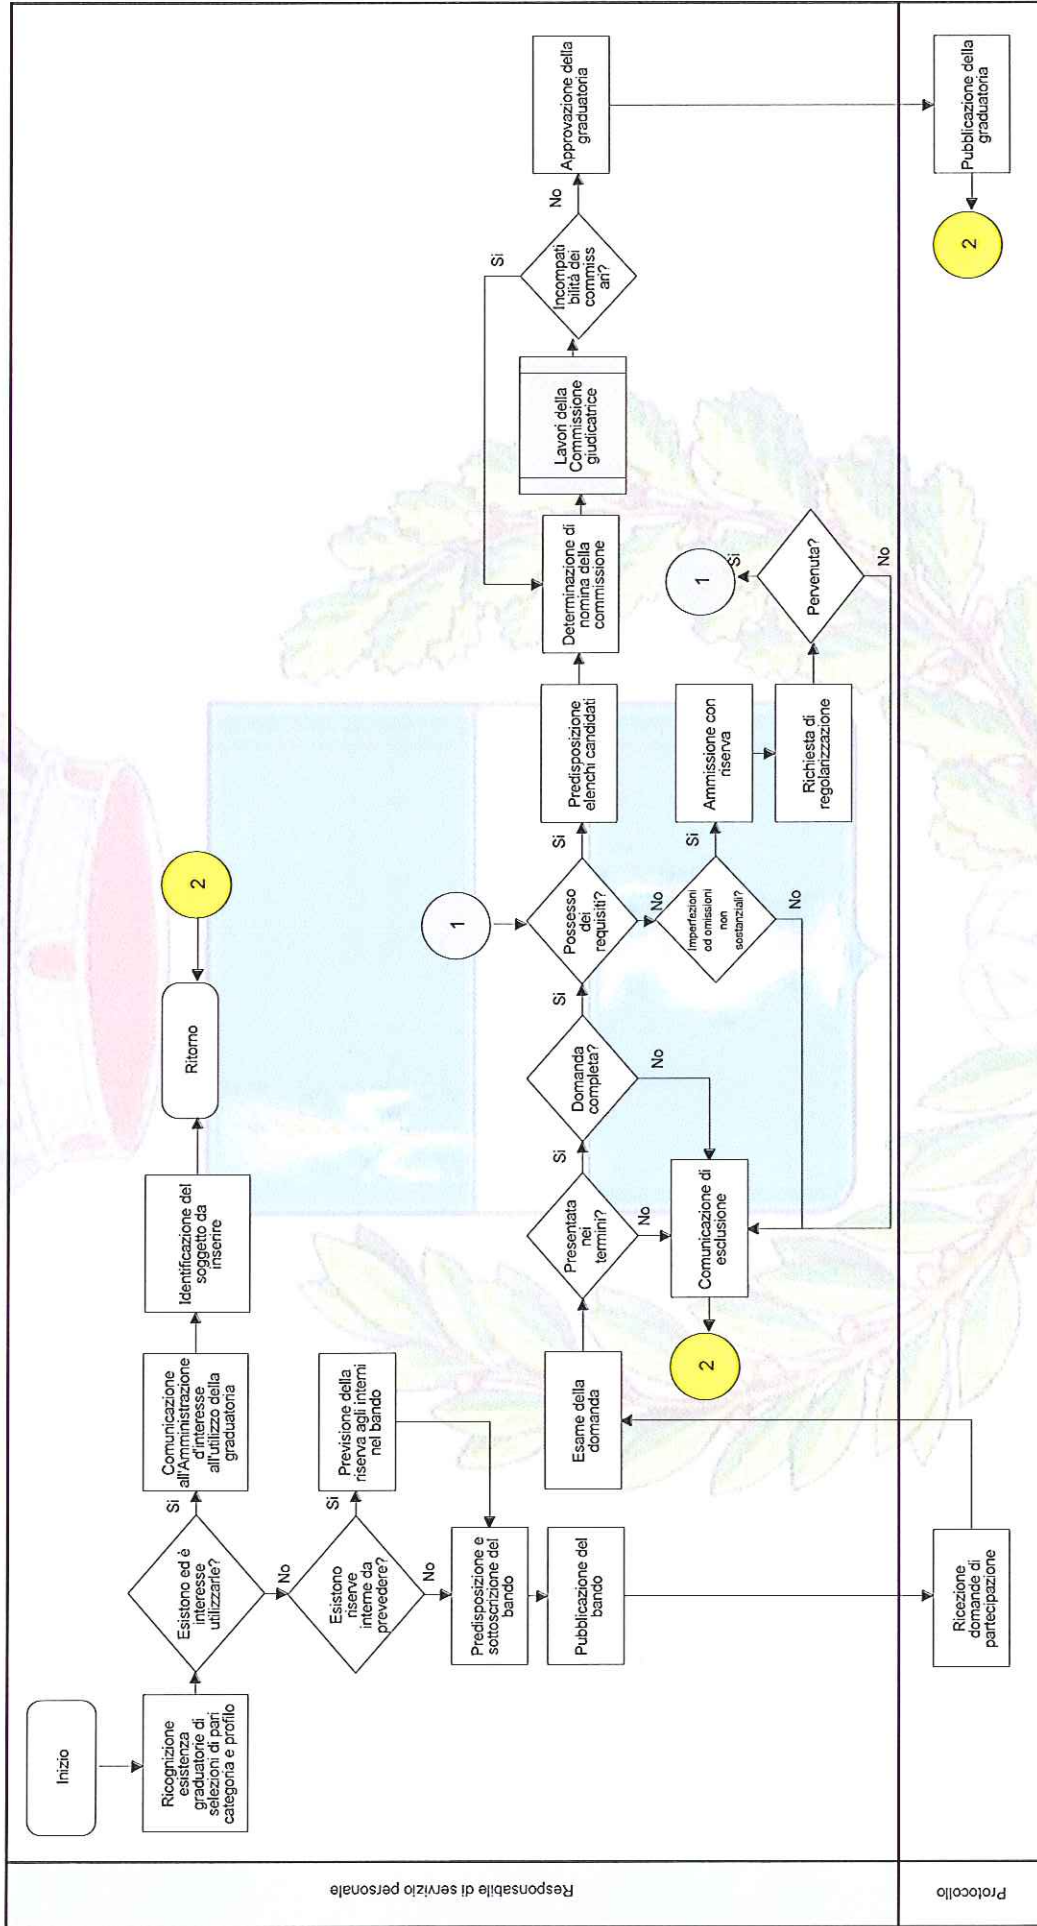 Responsabile di servizio personale
Protocollo
Inizio
Ricognizione
esistenza
graduatorie di
selezioni di pari
categoria e profilo
Esistono ed è
interesse
utilizzarle?
Si
No
Comunicazione
all'Amministrazione
d'interesse
all'utilizzo della
graduatoria
Identificazione del
soggetto da
inserire
Ritorno
2
Esistono
riserve
interne da
prevedere?
Si
No
Previsione della
riserva agli interni
nel bando
Predisposizione e
sottoscrizione del
bando
Pubblicazione del
bando
Ricezione
domande di
partecipazione
Esame della
domanda
Presentata
nei
termini?
Si
No
Domanda
completa?
Si
No
Comunicazione di
esclusione
2
1
Possesso
dei
requisiti?
Si
No
Imperfezioni
od omissioni
non
sostanziali?
Si
No
Predisposizione
elenchi candidati
Ammissione con
riserva
Richiesta di
regolarizzazione
Pervenuta?
Si
No
1
Determinazione di
nomina della
commissione
Lavori della
Commissione
giudicatrice
Incompati
bilità dei
commiss
ari?
Si
No
Approvazione della
graduatoria
Pubblicazione della
graduatoria
2